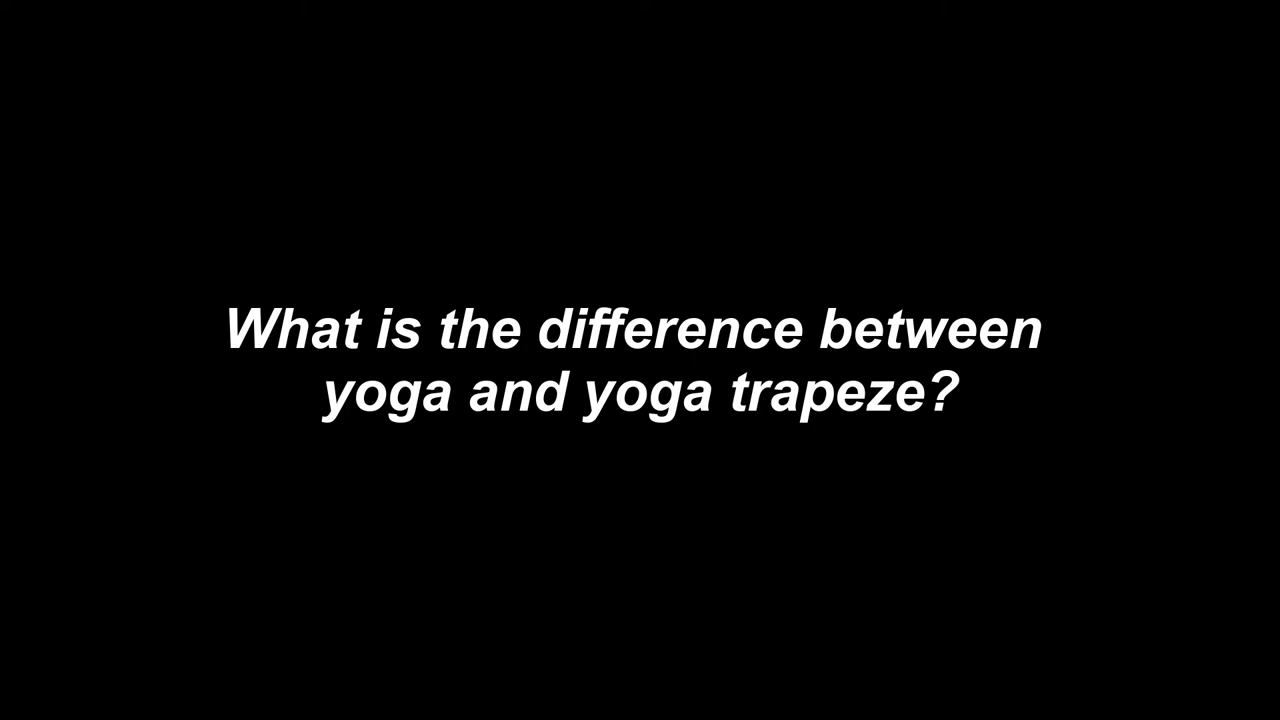 What is the difference between
yoga and yoga trapeze?